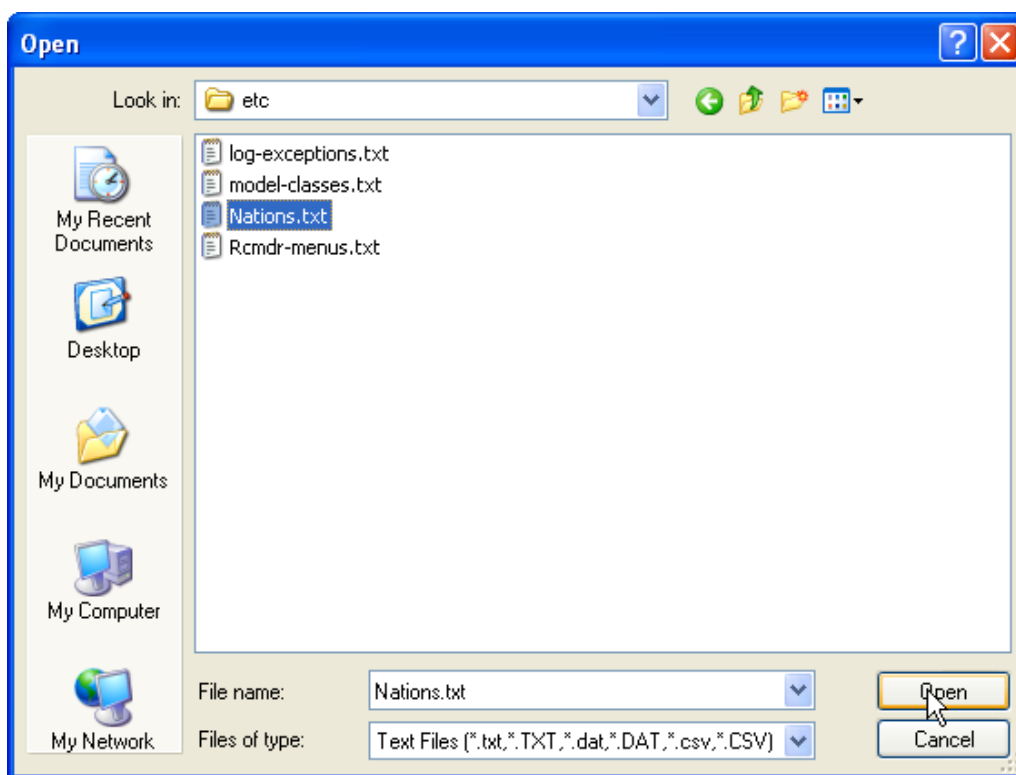 Open
Look in:
etc
log-exceptions.txt
model-classes.txt
Nations.txt
Rcmdr-menus.txt
My Recent
Documents
Desktop
My Documents
My Computer
My Network
File name:
Nations.txt
Open
Files of type:
Text Files (*.txt,*.TXT,*.dat,*.DAT,*.csv,*.CSV)
Cancel